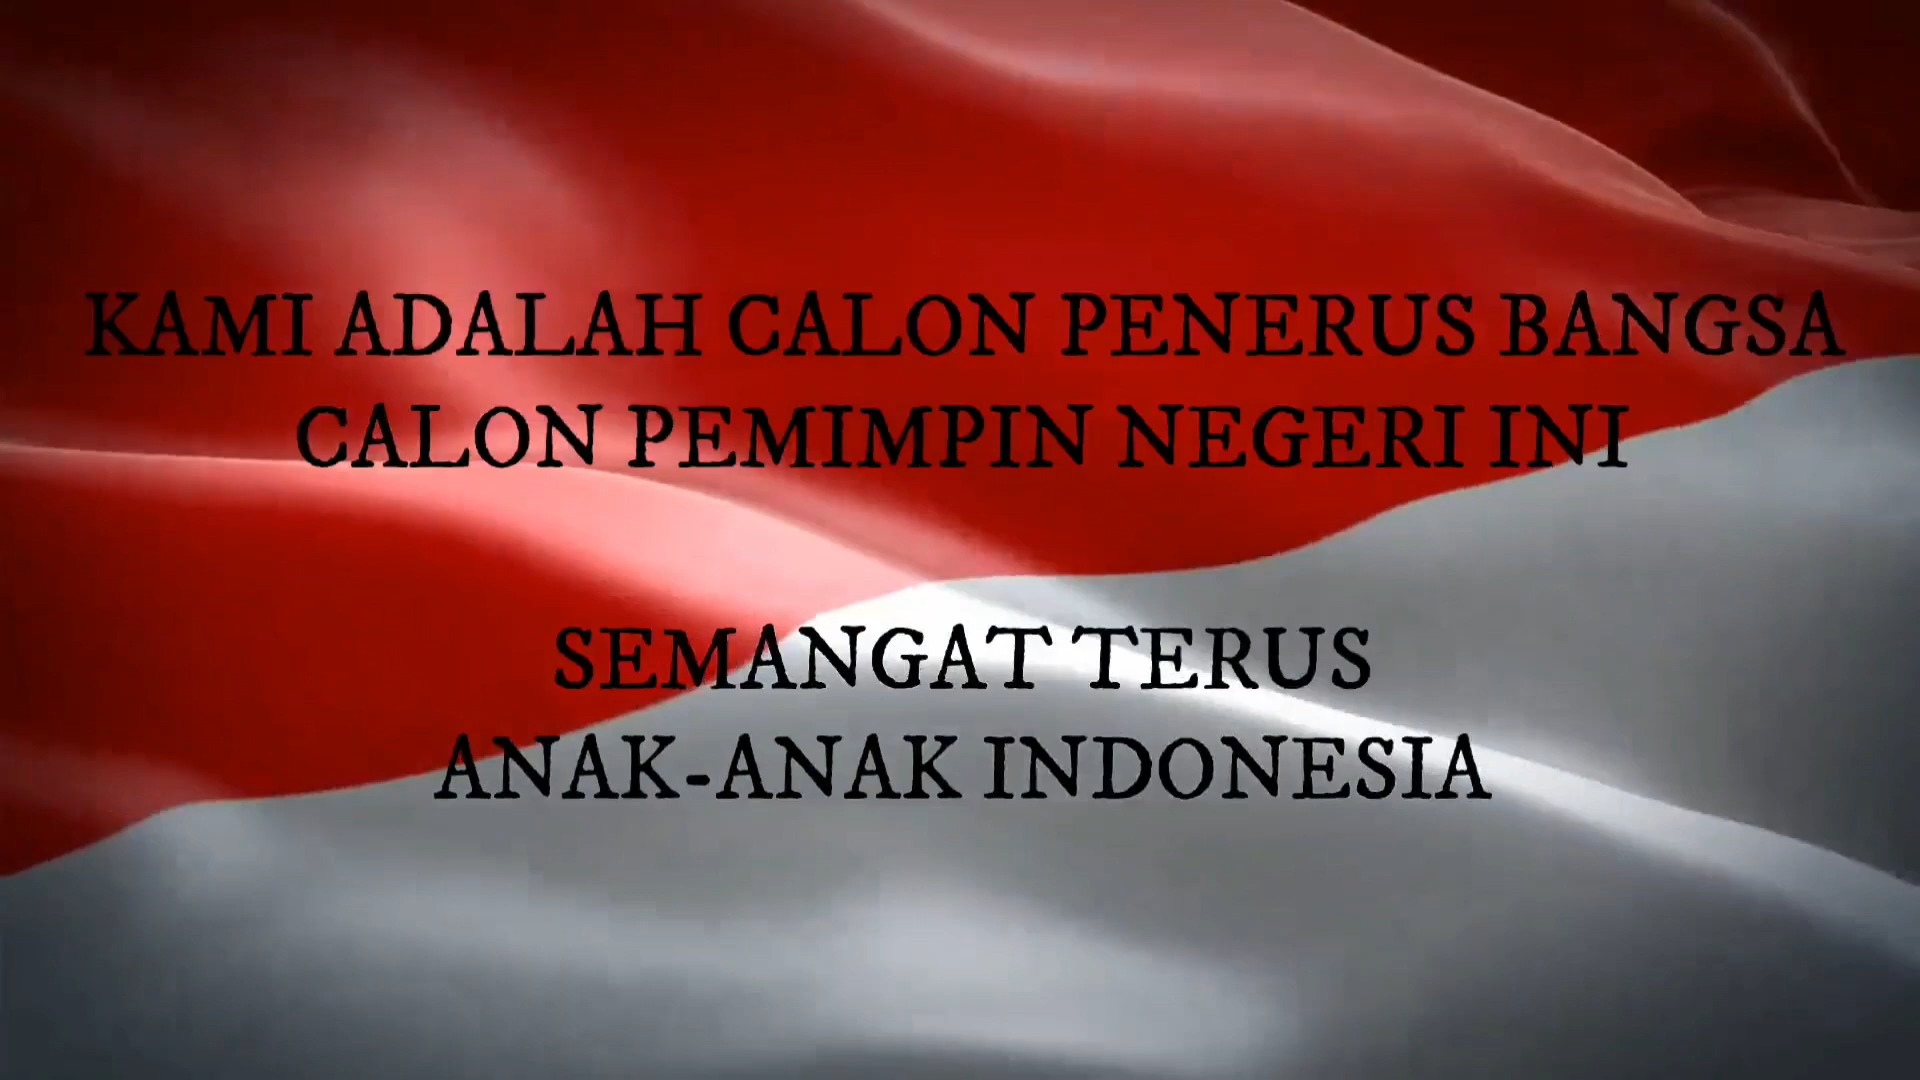 KAMI ADALAH CALON PENERUS BANGSA
CALON PEMIMPIN NEGERI INI
SEMANGAT TERUS
ANAK-ANAK INDONESIA